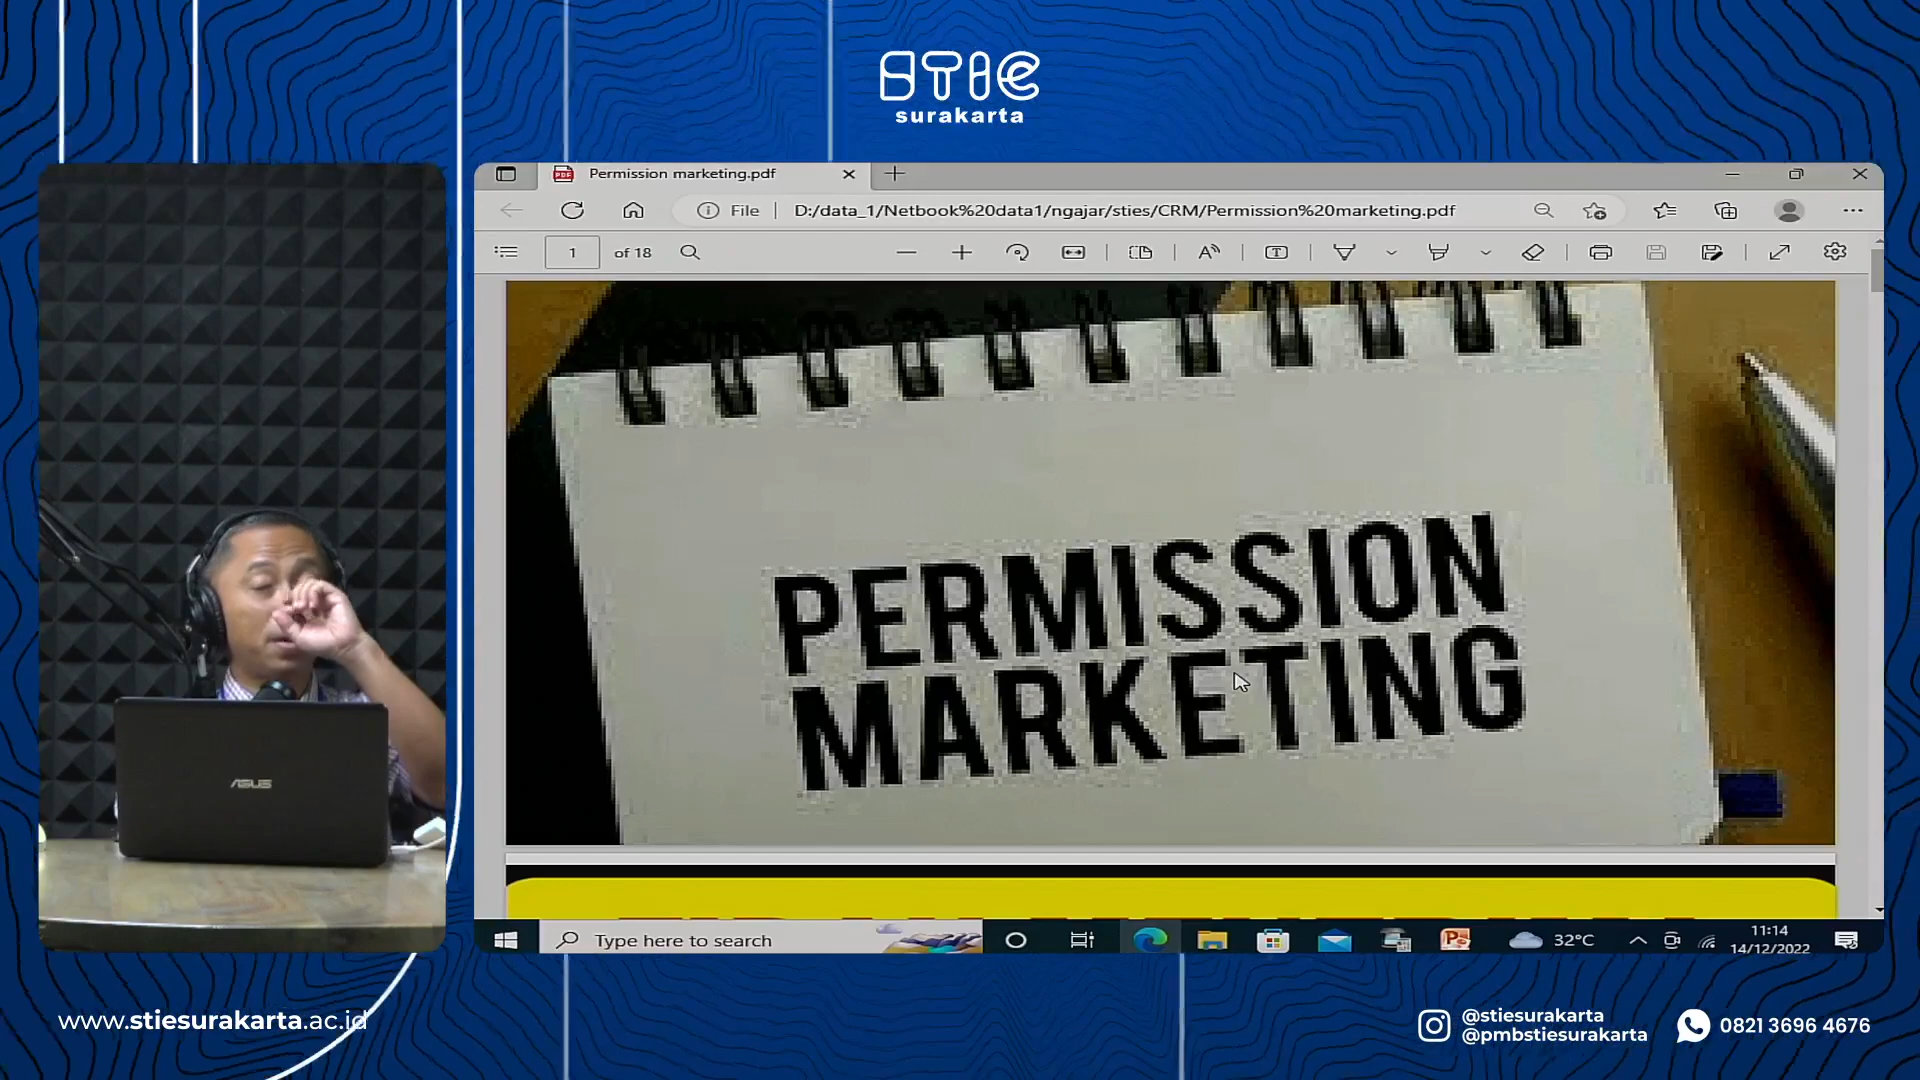 STIE
surakarta
Permission marketing.pdf
File
D:/data_1/Netbook%20data1/ngajar/sties/CRM/Permission%20marketing.pdf
1 of 18
PERMISSION
MARKETING
ASUS
Type here to search
32°C
11:14
14/12/2022
www.stiesurakarta.ac.id
@stiesurakarta
@pmbstiesurakarta
0821 3696 4676